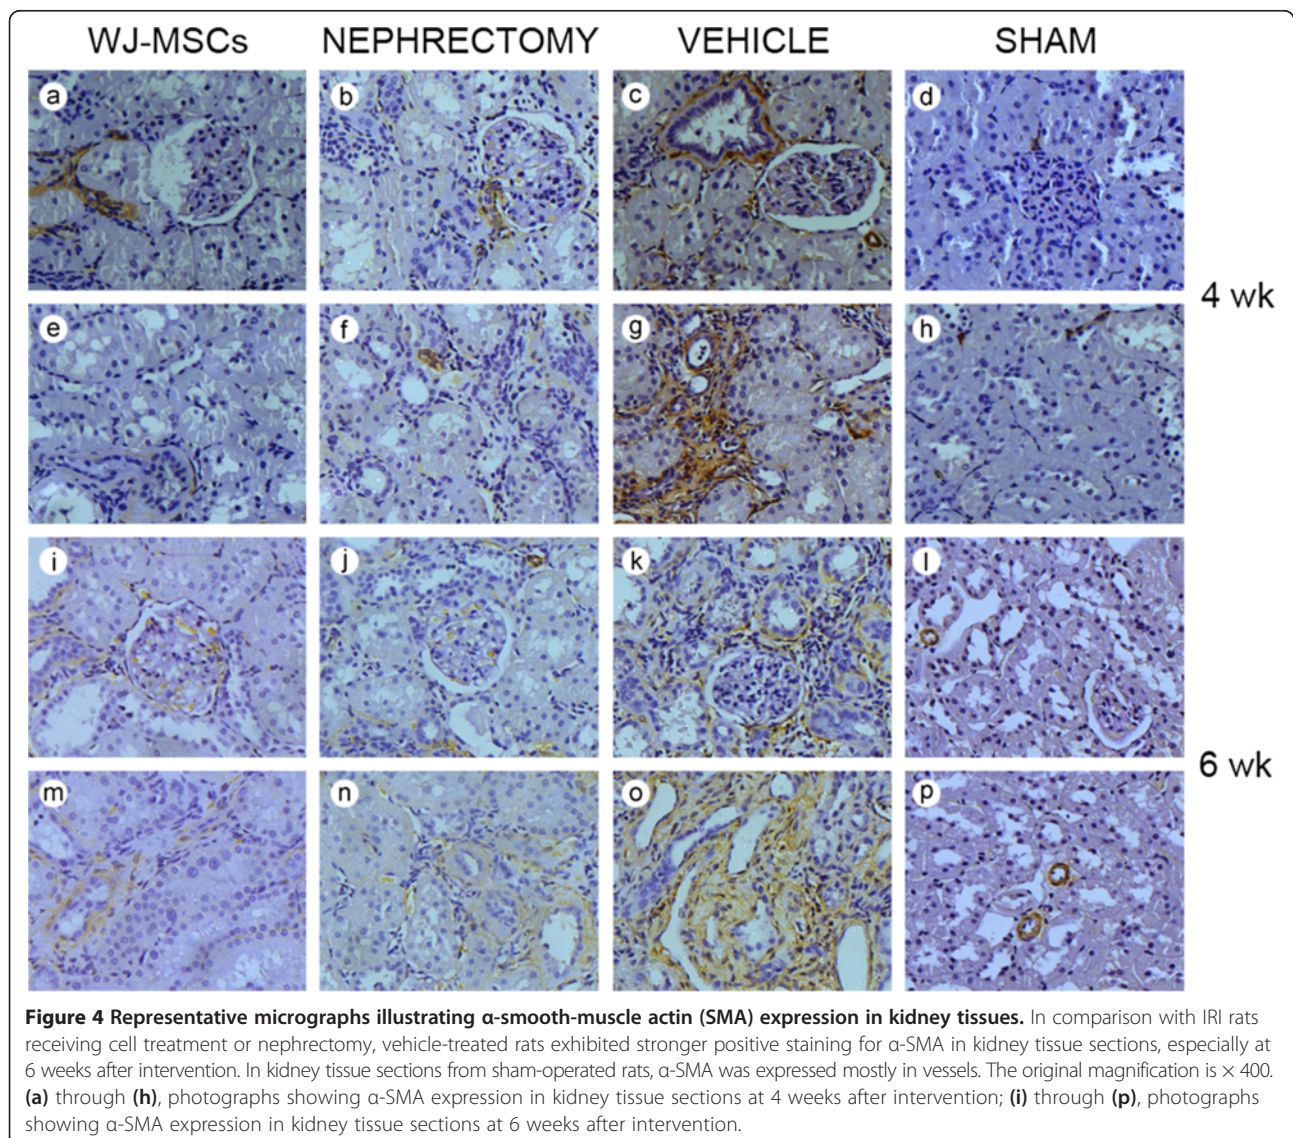 WJ-MSCs NEPHRECTOMY VEHICLE SHAM
a b c d
4 wk
e f g h
i j k l
6 wk
m n o p
Figure 4 Representative micrographs illustrating α-smooth-muscle actin (SMA) expression in kidney tissues. In comparison with IRI rats
receiving cell treatment or nephrectomy, vehicle-treated rats exhibited stronger positive staining for α-SMA in kidney tissue sections, especially at
6 weeks after intervention. In kidney tissue sections from sham-operated rats, α-SMA was expressed mostly in vessels. The original magnification is × 400.
(a) through (h), photographs showing α-SMA expression in kidney tissue sections at 4 weeks after intervention; (i) through (p), photographs
showing α-SMA expression in kidney tissue sections at 6 weeks after intervention.